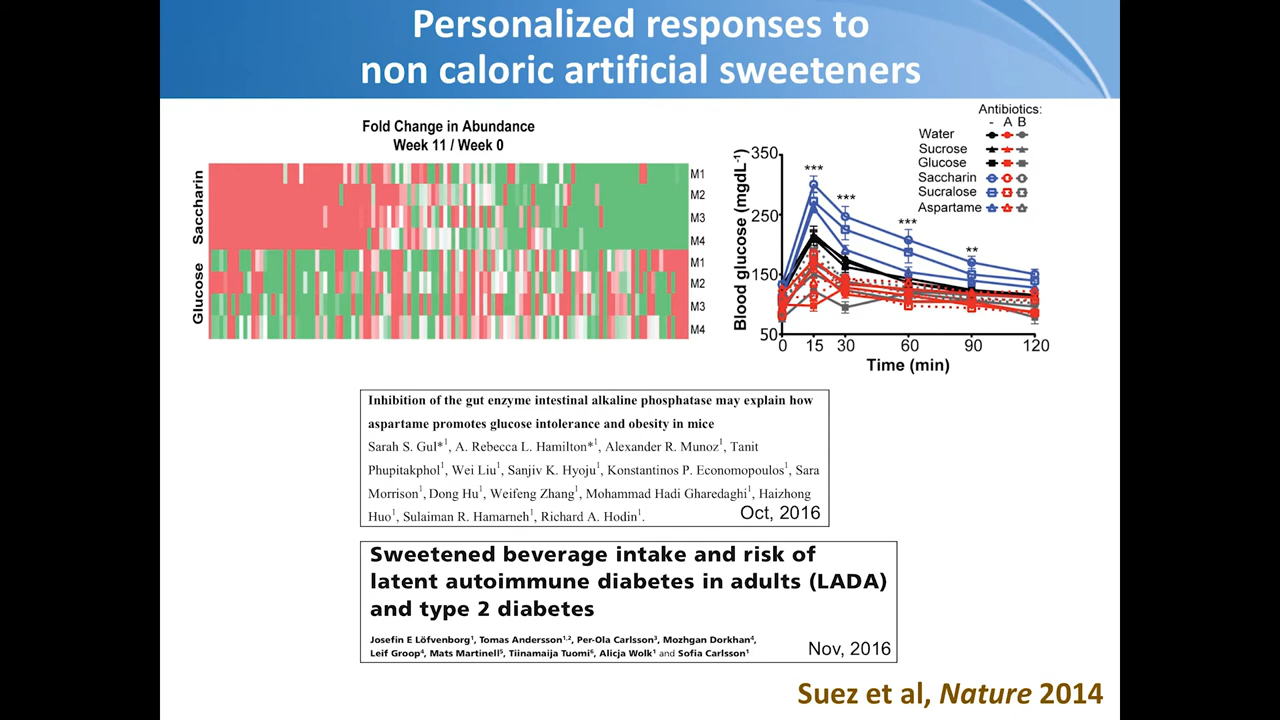 Personalized responses to
non caloric artificial sweeteners
Fold Change in Abundance
Week 11 / Week 0
Saccharin
M1
M2
M3
M4
Glucose
M1
M2
M3
M4
Antibiotics:
- A B
Water
Sucrose
Glucose
Saccharin
Sucralose
Aspartame
Blood glucose (mgdL⁻¹)
350
250
150
50
***
***
***
**
0 15 30 60 90 120
Time (min)
Inhibition of the gut enzyme intestinal alkaline phosphatase may explain how
aspartame promotes glucose intolerance and obesity in mice
Sarah S. Gul*¹, A. Rebecca L. Hamilton*¹, Alexander R. Munoz¹, Tanit
Phupitakphol¹, Wei Liu¹, Sanjiv K. Hyoju¹, Konstantinos P. Economopoulos¹, Sara
Morrison¹, Dong Hu¹, Weifeng Zhang¹, Mohammad Hadi Gharedaghi¹, Haizhong
Huo¹, Sulaiman R. Hamarneh¹, Richard A. Hodin¹.
Oct, 2016
Sweetened beverage intake and risk of
latent autoimmune diabetes in adults (LADA)
and type 2 diabetes
Josefin E Löfvenborg¹, Tomas Andersson¹,², Per-Ola Carlsson³, Mozhgan Dorkhan⁴,
Leif Groop⁴, Mats Martinell⁵, Tiinamaija Tuomi⁶, Alicja Wolk¹ and Sofia Carlsson¹
Nov, 2016
Suez et al, Nature 2014